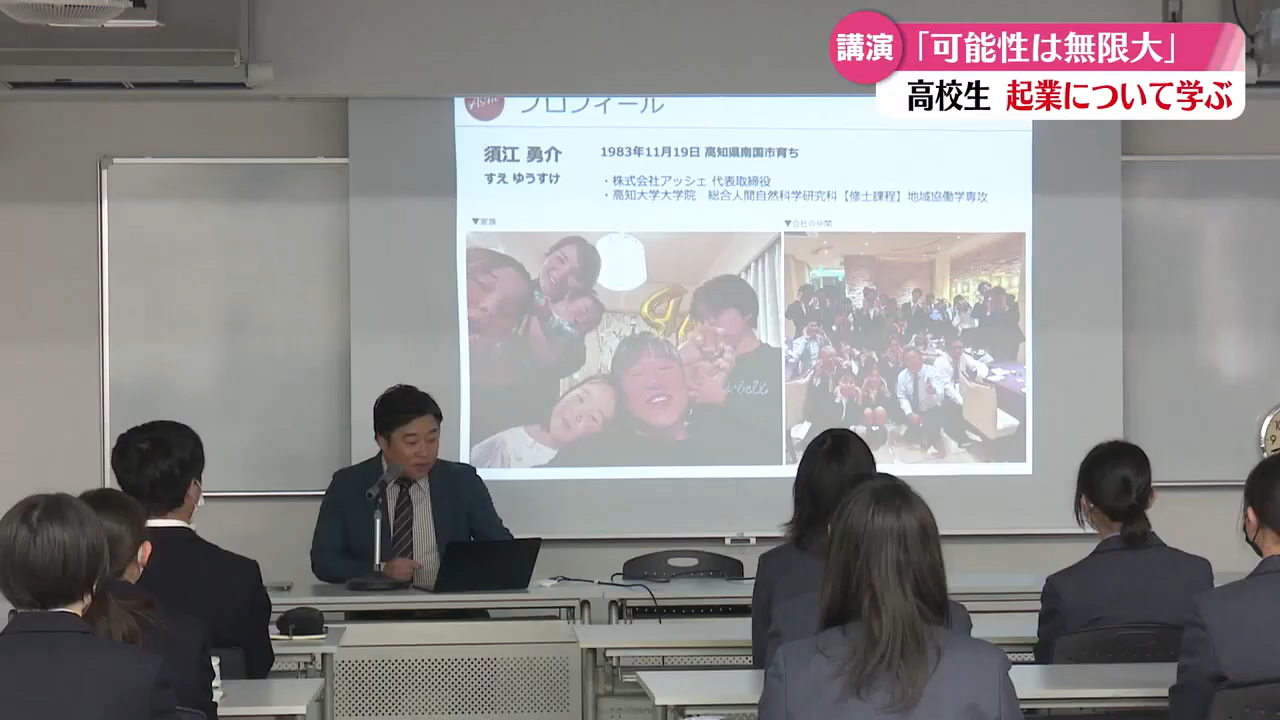 講演
「可能性は無限大」
高校生 起業について学ぶ
プロフィール
須江 勇介
すえ ゆうすけ
1983年11月19日 高知県南国市育ち
・株式会社アッシェ 代表取締役
・高知大学大学院 総合人間自然科学研究科【修士課程】地域協働学専攻
▼家族
▼会社の仲間